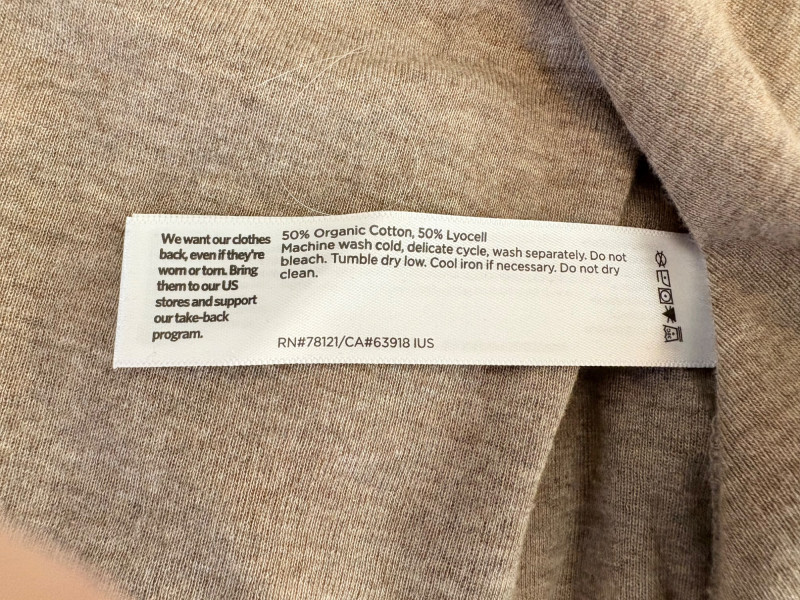 We want our clothes
back, even if they're
worn or torn. Bring
them to our US
stores and support
our take-back
program.
50% Organic Cotton, 50% Lyocell
Machine wash cold, delicate cycle, wash separately. Do not
bleach. Tumble dry low. Cool iron if necessary. Do not dry
clean.
RN#78121/CA#63918 IUS